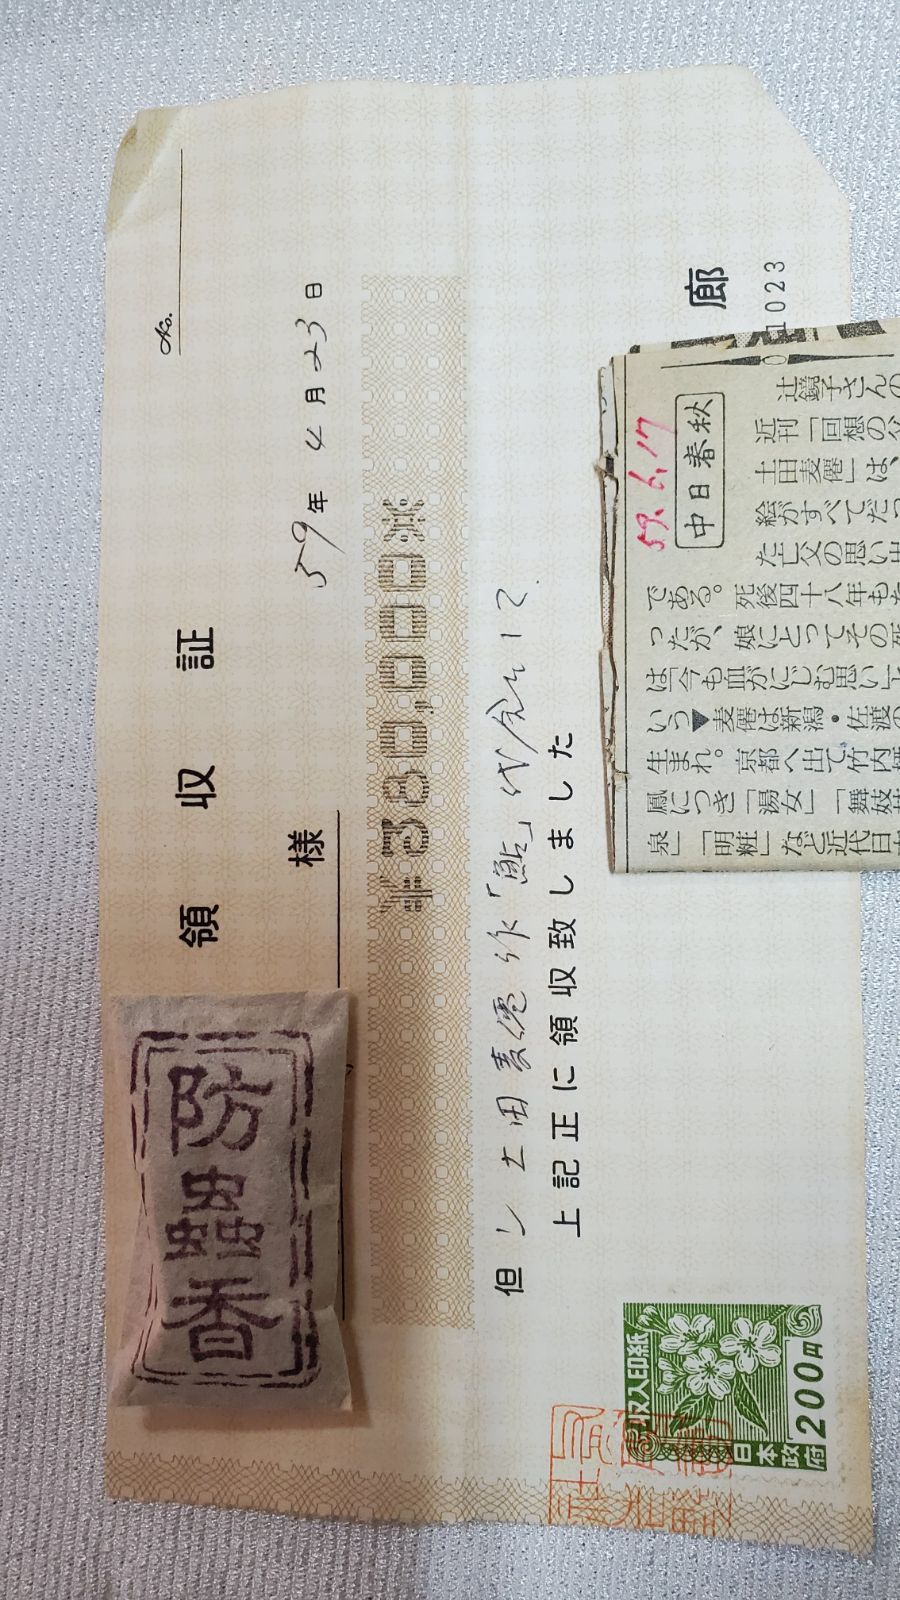 領収証
No.
様
59年4月23日
¥380,000※
但し 土田麦僊作「鮎」代金として
上記正に領収致しました
廊
1023
防蟲香
収入印紙
200円
日本政府
59.6.17
中日春秋
辻鏡子さんの
近刊「回想の父
土田麦僊」は、
絵がすべてだっ
た亡父の思い出
である。死後四十八年もた
ったが、娘にとってその死
は「今も血がにじむ思い」と
いう▼麦僊は新潟・佐渡の
生まれ。京都へ出て竹内栖
鳳につき「湯女」「舞妓林
泉」「明粧」など近代日本